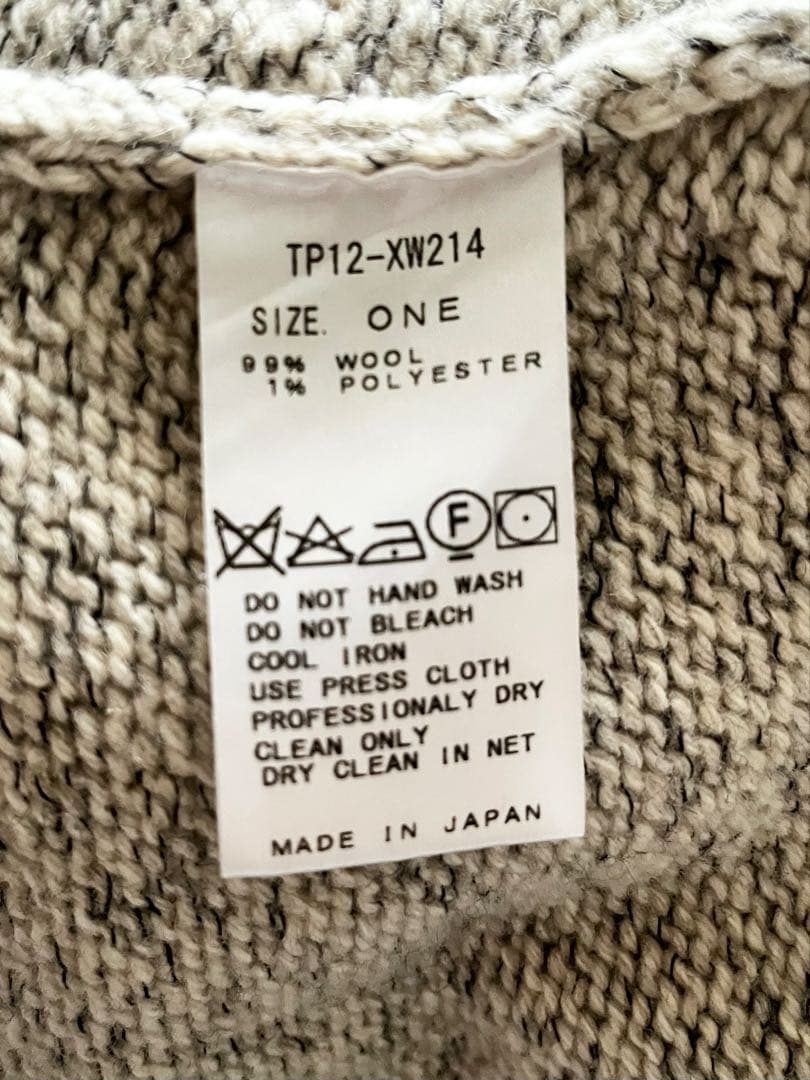 TP12-XW214
SIZE. ONE
99% WOOL
1% POLYESTER
F
DO NOT HAND WASH
DO NOT BLEACH
COOL IRON
USE PRESS CLOTH
PROFESSIONALY DRY
CLEAN ONLY
DRY CLEAN IN NET
MADE IN JAPAN